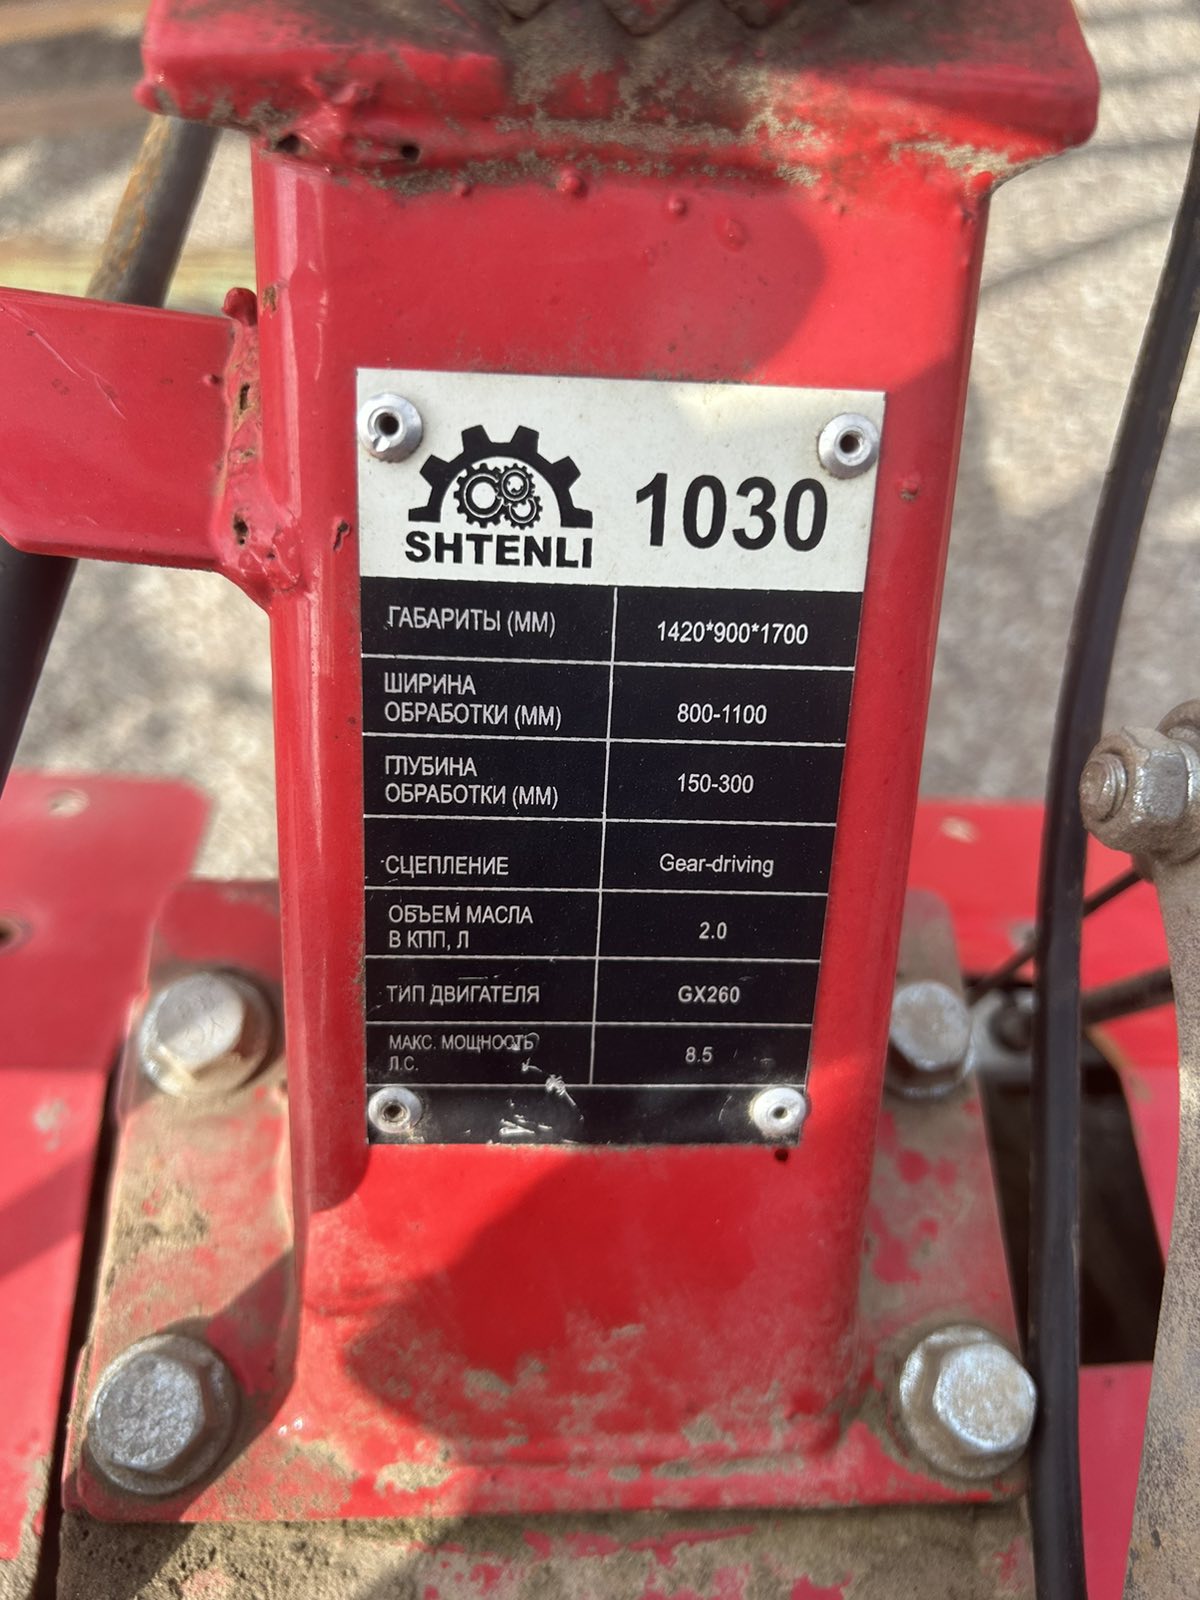 SHTENLI 1030
ГАБАРИТЫ (ММ) 1420*900*1700
ШИРИНА
ОБРАБОТКИ (ММ) 800-1100
ГЛУБИНА
ОБРАБОТКИ (ММ) 150-300
СЦЕПЛЕНИЕ Gear-driving
ОБЪЕМ МАСЛА
В КПП, Л 2.0
ТИП ДВИГАТЕЛЯ GX260
МАКС. МОЩНОСТЬ
Л.С. 8.5